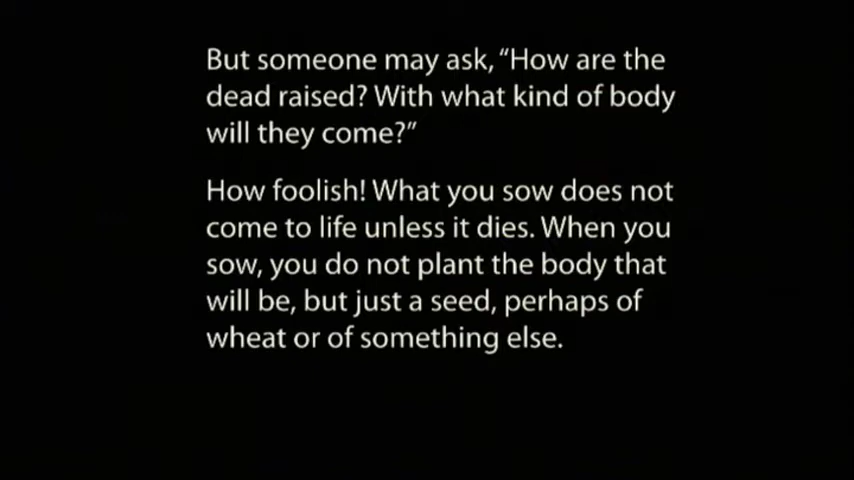 But someone may ask, “How are the
dead raised? With what kind of body
will they come?”
How foolish! What you sow does not
come to life unless it dies. When you
sow, you do not plant the body that
will be, but just a seed, perhaps of
wheat or of something else.